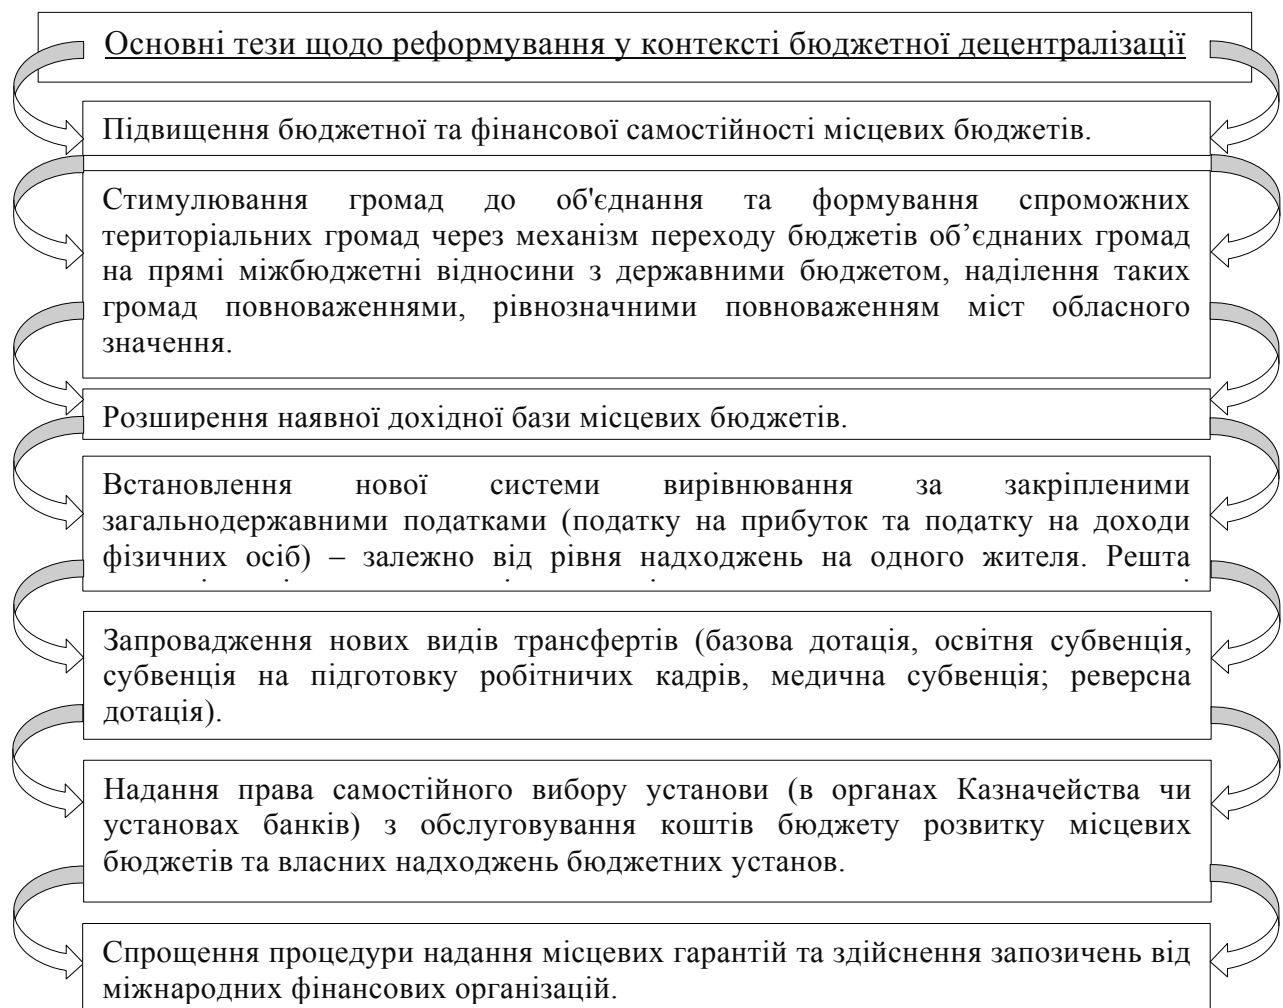 Основні тези щодо реформування у контексті бюджетної децентралізації
Підвищення бюджетної та фінансової самостійності місцевих бюджетів.
Стимулювання громад до об'єднання та формування спроможних
територіальних громад через механізм переходу бюджетів об’єднаних громад
на прямі міжбюджетні відносини з державними бюджетом, наділення таких
громад повноваженнями, рівнозначними повноваженням міст обласного
значення.
Розширення наявної дохідної бази місцевих бюджетів.
Встановлення нової системи вирівнювання за закріпленими
загальнодержавними податками (податку на прибуток та податку на доходи
фізичних осіб) – залежно від рівня надходжень на одного жителя. Решта
Запровадження нових видів трансфертів (базова дотація, освітня субвенція,
субвенція на підготовку робітничих кадрів, медична субвенція; реверсна
дотація).
Надання права самостійного вибору установи (в органах Казначейства чи
установах банків) з обслуговування коштів бюджету розвитку місцевих
бюджетів та власних надходжень бюджетних установ.
Спрощення процедури надання місцевих гарантій та здійснення запозичень від
міжнародних фінансових організацій.